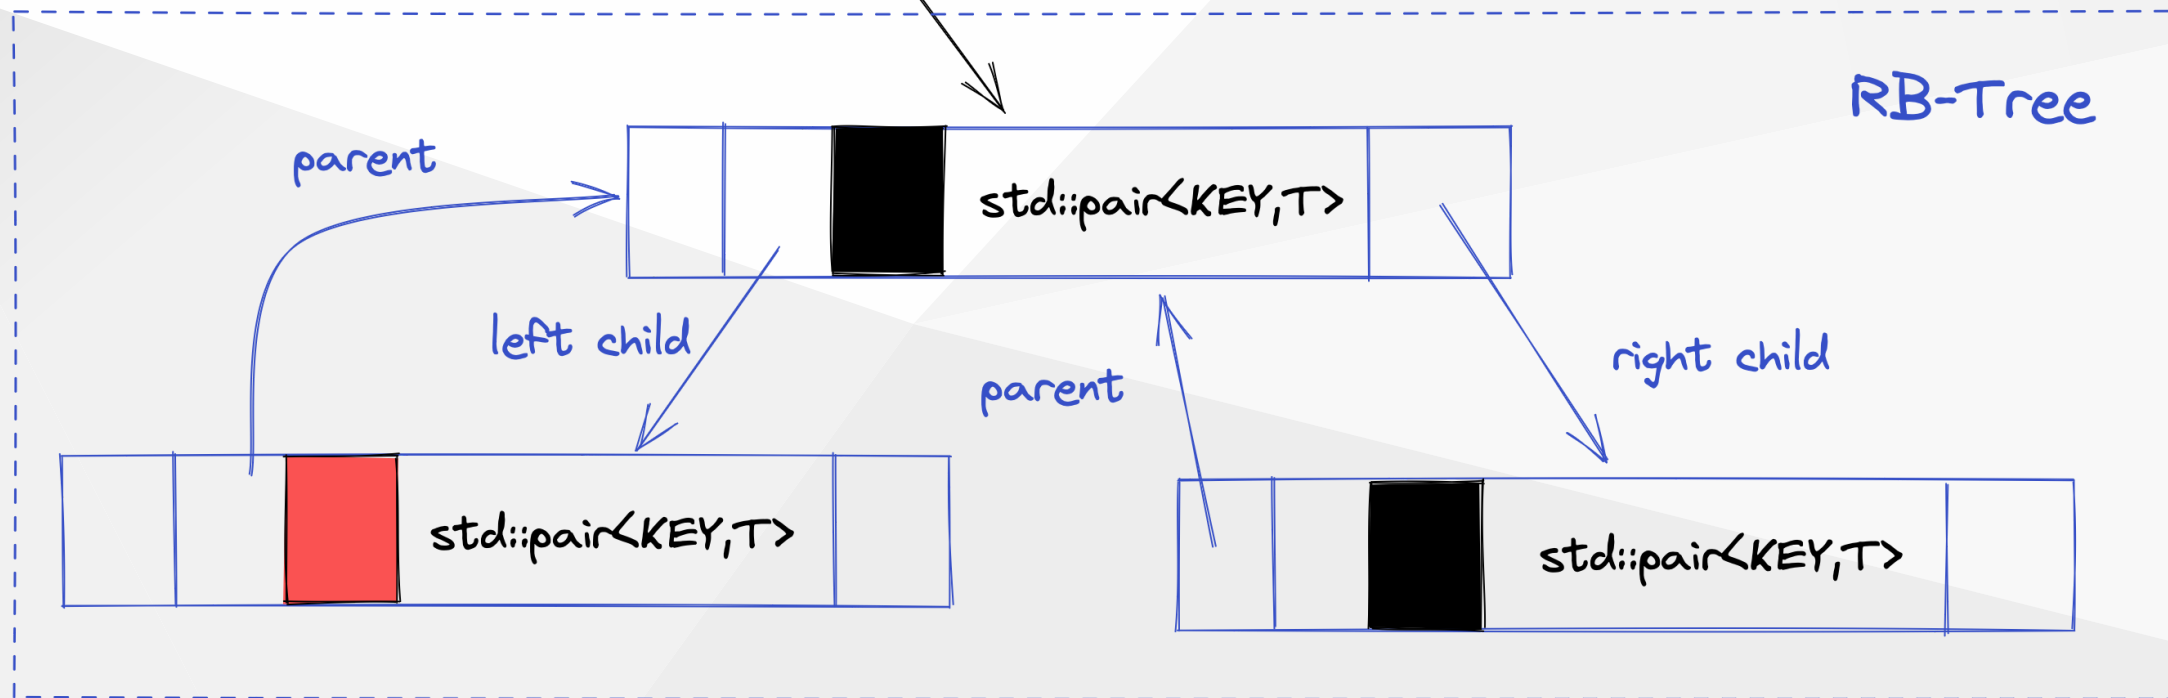 RB-Tree
parent
std::pair<KEY,T>
left child
parent
right child
std::pair<KEY,T>
std::pair<KEY,T>